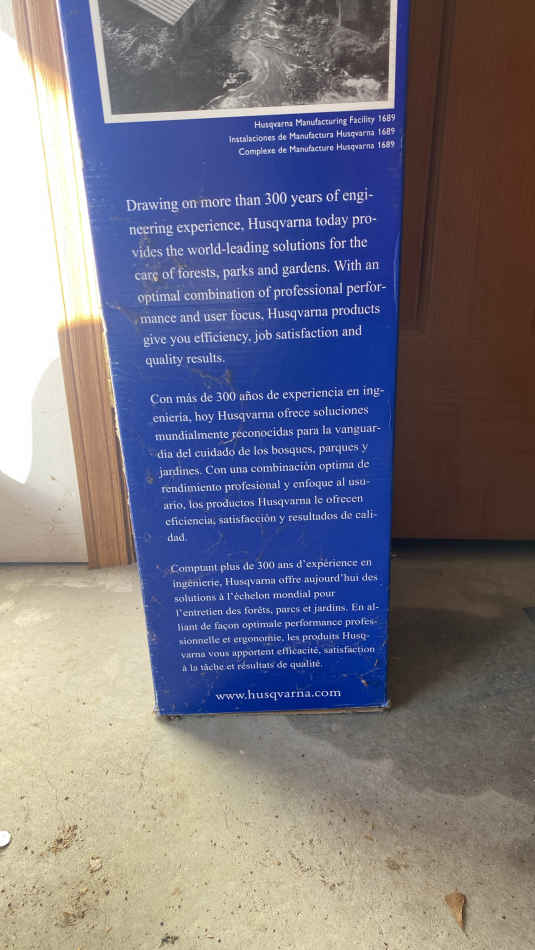 Husqvarna Manufacturing Facility 1689
Instalaciones de Manufactura Husqvarna 1689
Complexe de Manufacture Husqvarna 1689
Drawing on more than 300 years of engi-
neering experience, Husqvarna today pro-
vides the world-leading solutions for the
care of forests, parks and gardens. With an
optimal combination of professional perfor-
mance and user focus, Husqvarna products
give you efficiency, job satisfaction and
quality results.
Con más de 300 años de experiencia en ing-
eniería, hoy Husqvarna ofrece soluciones
mundialmente reconocidas para la vanguar-
dia del cuidado de los bosques, parques y
jardines. Con una combinación optima de
rendimiento profesional y enfoque al usu-
ario, los productos Husqvarna le ofrecen
eficiencia, satisfacción y resultados de cali-
dad.
Comptant plus de 300 ans d'expérience en
ingénierie, Husqvarna offre aujourd'hui des
solutions à l'échelon mondial pour
l'entretien des forêts, parcs et jardins. En al-
liant de façon optimale performance profes-
sionnelle et ergonomie, les produits Husq-
varna vous apportent efficacité, satisfaction
à la tâche et résultats de qualité.
www.husqvarna.com